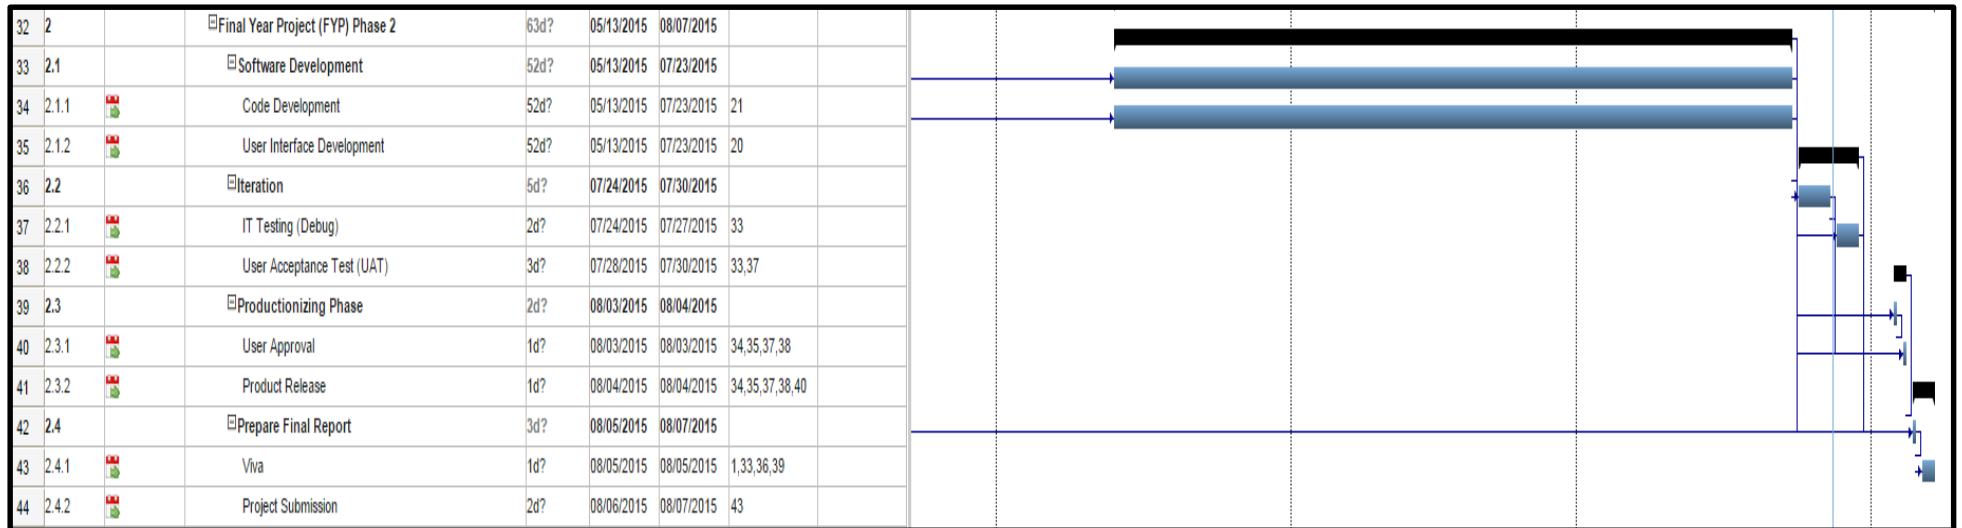 32 2 Final Year Project (FYP) Phase 2 63d? 05/13/2015 08/07/2015
33 2.1 Software Development 52d? 05/13/2015 07/23/2015
34 2.1.1 Code Development 52d? 05/13/2015 07/23/2015 21
35 2.1.2 User Interface Development 52d? 05/13/2015 07/23/2015 20
36 2.2 Iteration 5d? 07/24/2015 07/30/2015
37 2.2.1 IT Testing (Debug) 2d? 07/24/2015 07/27/2015 33
38 2.2.2 User Acceptance Test (UAT) 3d? 07/28/2015 07/30/2015 33,37
39 2.3 Productionizing Phase 2d? 08/03/2015 08/04/2015
40 2.3.1 User Approval 1d? 08/03/2015 08/03/2015 34,35,37,38
41 2.3.2 Product Release 1d? 08/04/2015 08/04/2015 34,35,37,38,40
42 2.4 Prepare Final Report 3d? 08/05/2015 08/07/2015
43 2.4.1 Viva 1d? 08/05/2015 08/05/2015 1,33,36,39
44 2.4.2 Project Submission 2d? 08/06/2015 08/07/2015 43